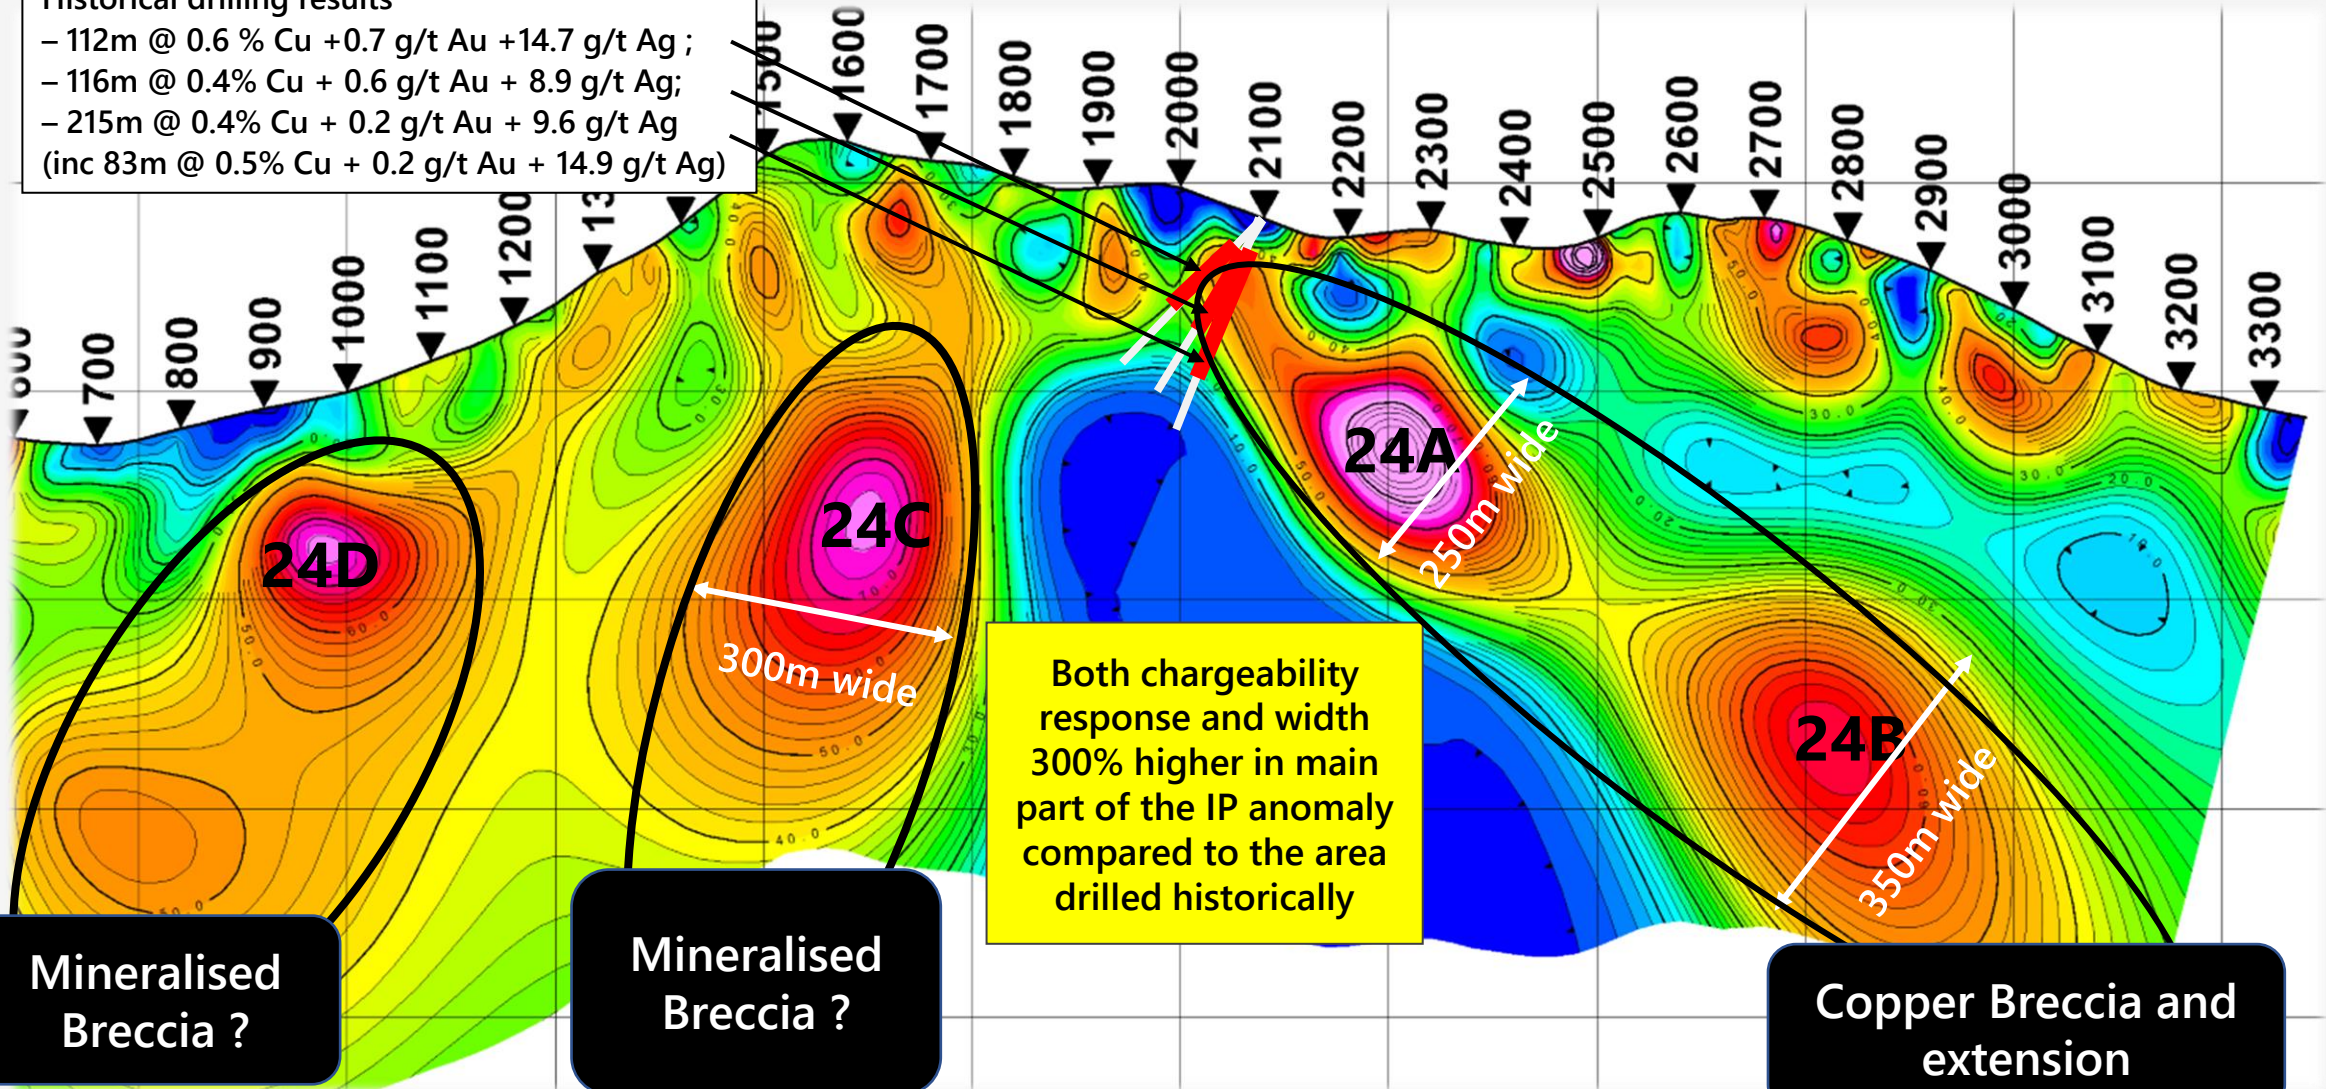 Historical drilling results
– 112m @ 0.6 % Cu +0.7 g/t Au +14.7 g/t Ag ;
– 116m @ 0.4% Cu + 0.6 g/t Au + 8.9 g/t Ag;
– 215m @ 0.4% Cu + 0.2 g/t Au + 9.6 g/t Ag
(inc 83m @ 0.5% Cu + 0.2 g/t Au + 14.9 g/t Ag)
700
800
900
1000
1100
1200
1600
1700
1800
1900
2000
2100
2200
2300
2400
2500
2600
2700
2800
2900
3000
3100
3200
3300
24D
24C
24A
24B
300m wide
250m wide
350m wide
Both chargeability
response and width
300% higher in main
part of the IP anomaly
compared to the area
drilled historically
Mineralised
Breccia ?
Mineralised
Breccia ?
Copper Breccia and
extension